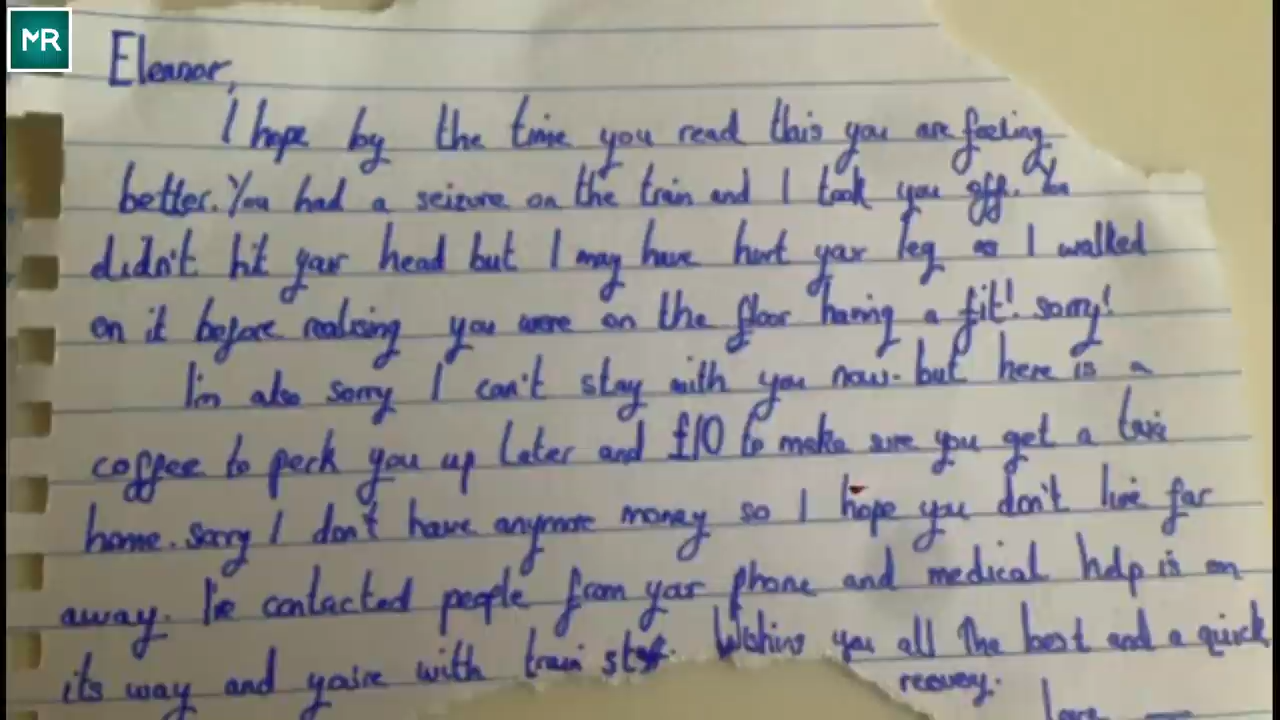 MR
Eleanor,
I hope by the time you read this you are feeling
better. You had a seizure on the train and I took you off. You
didn't hit your head but I may have hurt your leg as I walked
on it before realising you were on the floor having a fit! sorry!
I'm also sorry I can't stay with you now. but here is a
coffee to peck you up later and £10 to make sure you get a taxi
home. Sorry I don't have anymore money so I hope you don't live far
away. I've contacted people from your phone and medical help is on
its way and you're with train staff. Wishing you all the best and a quick
recovery.
Love